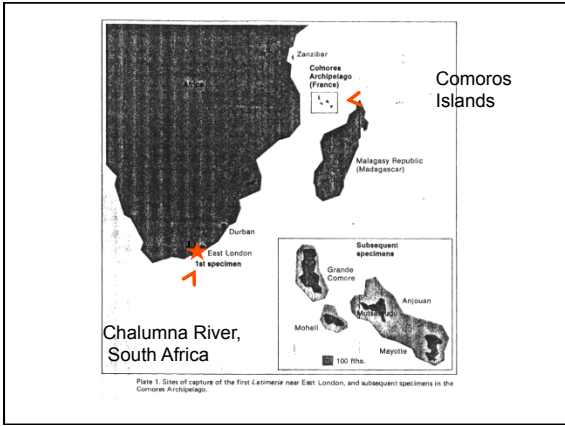 Zanzibar
Comores
Archipelago
(France)
Comoros
Islands
Africa
Malagasy Republic
(Madagascar)
Durban
East London
1st specimen
Subsequent
specimens
Grande
Comore
Anjouan
Mutsamudu
Moheli
Mayotte
100 fths.
Chalumna River,
South Africa
Plate 1. Sites of capture of the first Latimeria near East London, and subsequent specimens in the
Comores Archipelago.